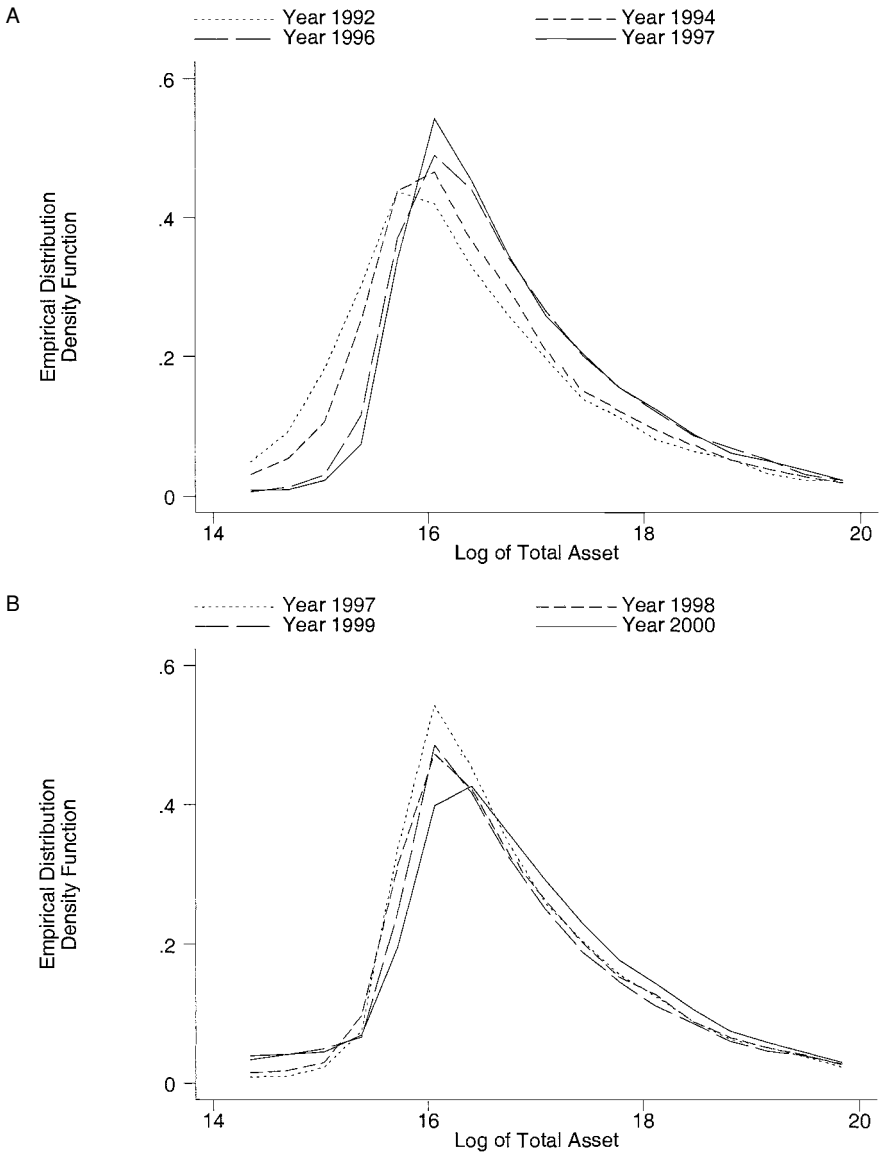 A
Year 1992
Year 1994
Year 1996
Year 1997
.6
.4
.2
0
Empirical Distribution
Density Function
14
16
18
20
Log of Total Asset
B
Year 1997
Year 1998
Year 1999
Year 2000
.6
.4
.2
0
Empirical Distribution
Density Function
14
16
18
20
Log of Total Asset